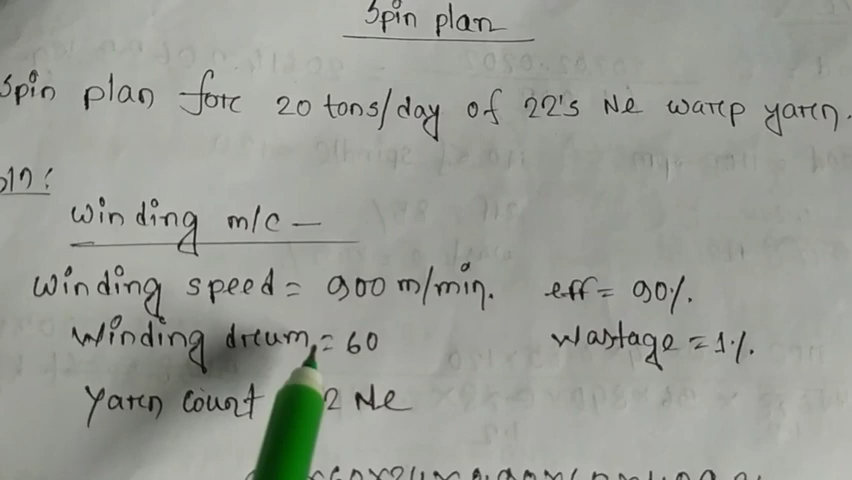 Spin plan
Spin plan for 20 tons/day of 22's Ne warp yarn.
Winding m/c —
Winding speed = 900 m/min. eff = 90%.
Winding drum = 60 Wastage = 1%.
Yarn count 2 Ne